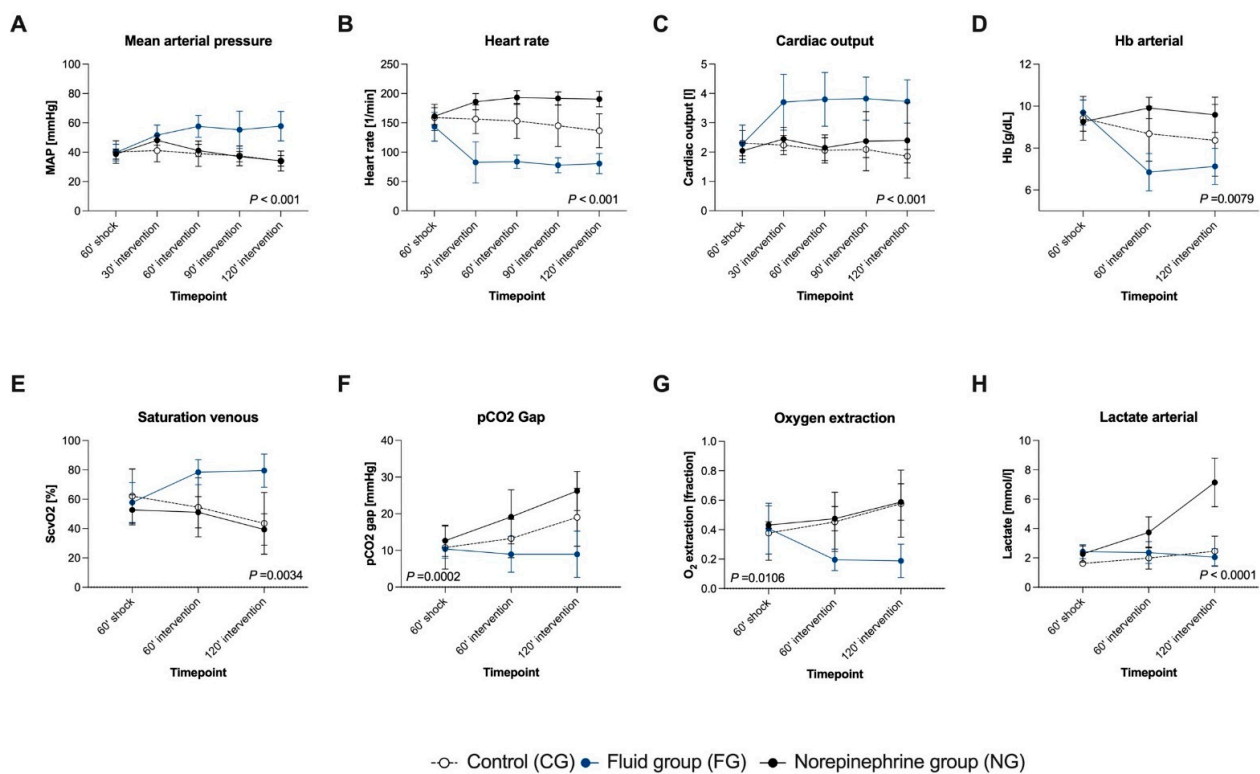 A
Mean arterial pressure
MAP [mmHg]
100
80
60
40
20
0
P < 0.001
60' shock
30' intervention
60' intervention
90' intervention
120' intervention
Timepoint
B
Heart rate
Heart rate [1/min]
250
200
150
100
50
0
P < 0.001
60' shock
30' intervention
60' intervention
90' intervention
120' intervention
Timepoint
C
Cardiac output
Cardiac output [l]
5
4
3
2
1
0
P < 0.001
60' shock
30' intervention
60' intervention
90' intervention
120' intervention
Timepoint
D
Hb arterial
Hb [g/dL]
12
10
8
6
P =0.0079
60' shock
60' intervention
120' intervention
Timepoint
E
Saturation venous
ScvO2 [%]
100
80
60
40
20
0
P =0.0034
60' shock
60' intervention
120' intervention
Timepoint
F
pCO2 Gap
pCO2 gap [mmHg]
40
30
20
10
0
P =0.0002
60' shock
60' intervention
120' intervention
Timepoint
G
Oxygen extraction
O2 extraction [fraction]
1.0
0.8
0.6
0.4
0.2
0.0
P =0.0106
60' shock
60' intervention
120' intervention
Timepoint
H
Lactate arterial
Lactate [mmol/l]
10
8
6
4
2
0
P < 0.0001
60' shock
60' intervention
120' intervention
Timepoint
Control (CG) Fluid group (FG) Norepinephrine group (NG)